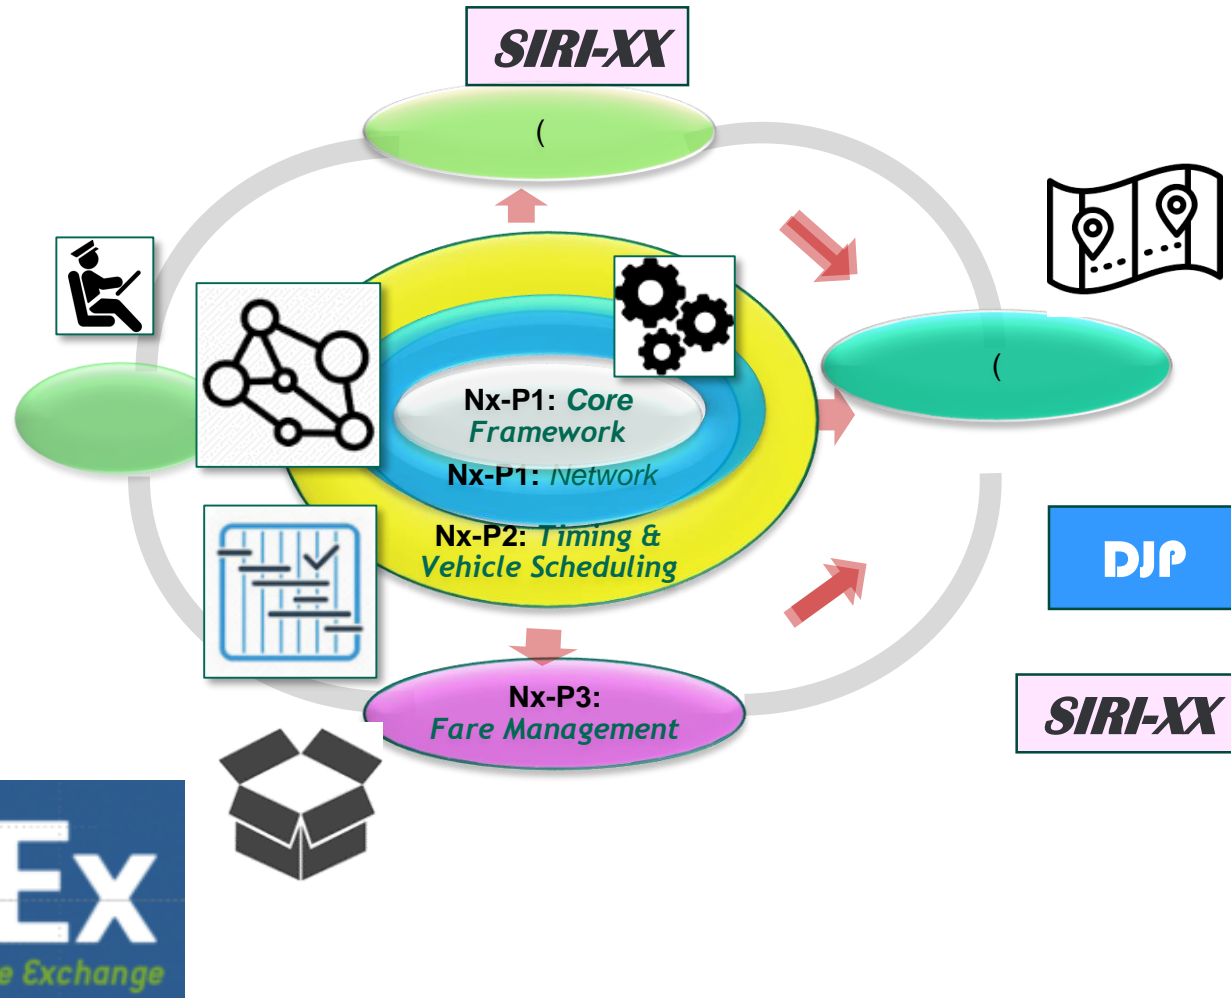 SIRI-XX
(
(
Nx-P1: Core
Framework
Nx-P1: Network
Nx-P2: Timing &
Vehicle Scheduling
DJP
Nx-P3:
Fare Management
SIRI-XX
Ex
e Exchange